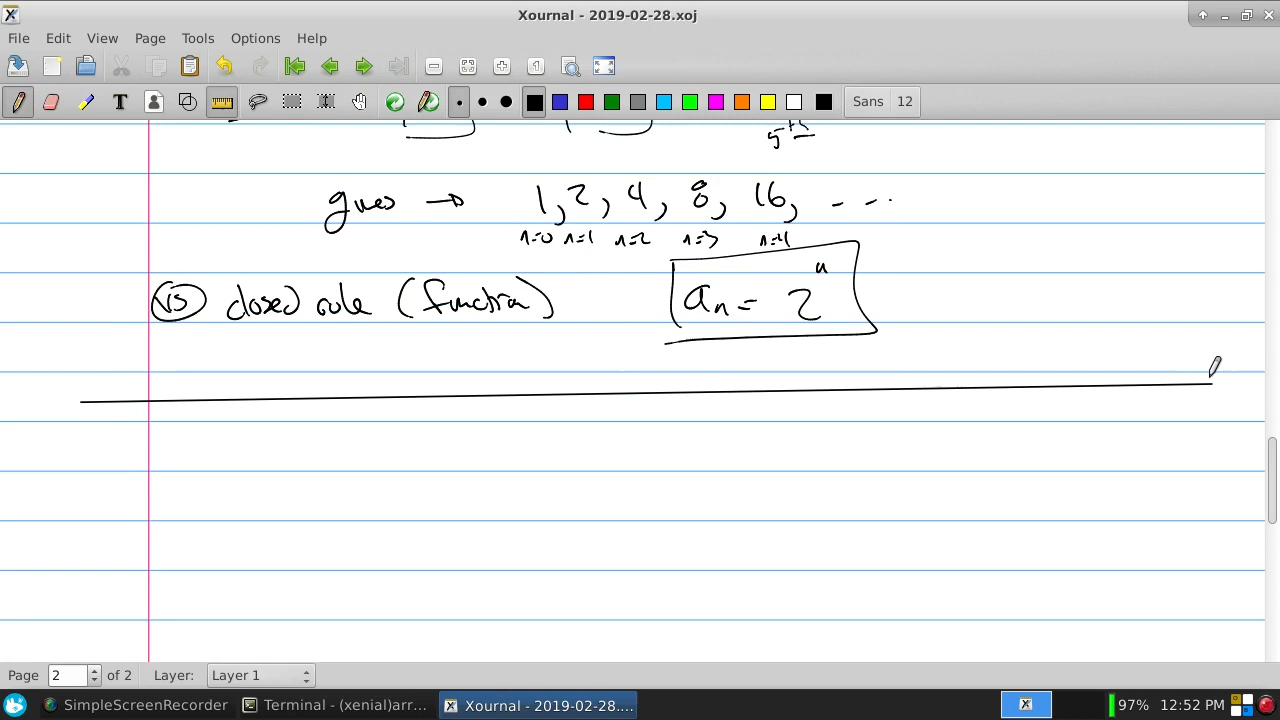 Xournal - 2019-02-28.xoj
File Edit View Page Tools Options Help
Sans 12
5th
gives → 1, 2, 4, 8, 16, ...
n=0 n=1 n=2 n=3 n=4
vs closed rule (function) aₙ = 2ⁿ
Page 2 of 2 Layer: Layer 1
SimpleScreenRecorder Terminal - (xenial)arr... Xournal - 2019-02-28.... 97% 12:52 PM